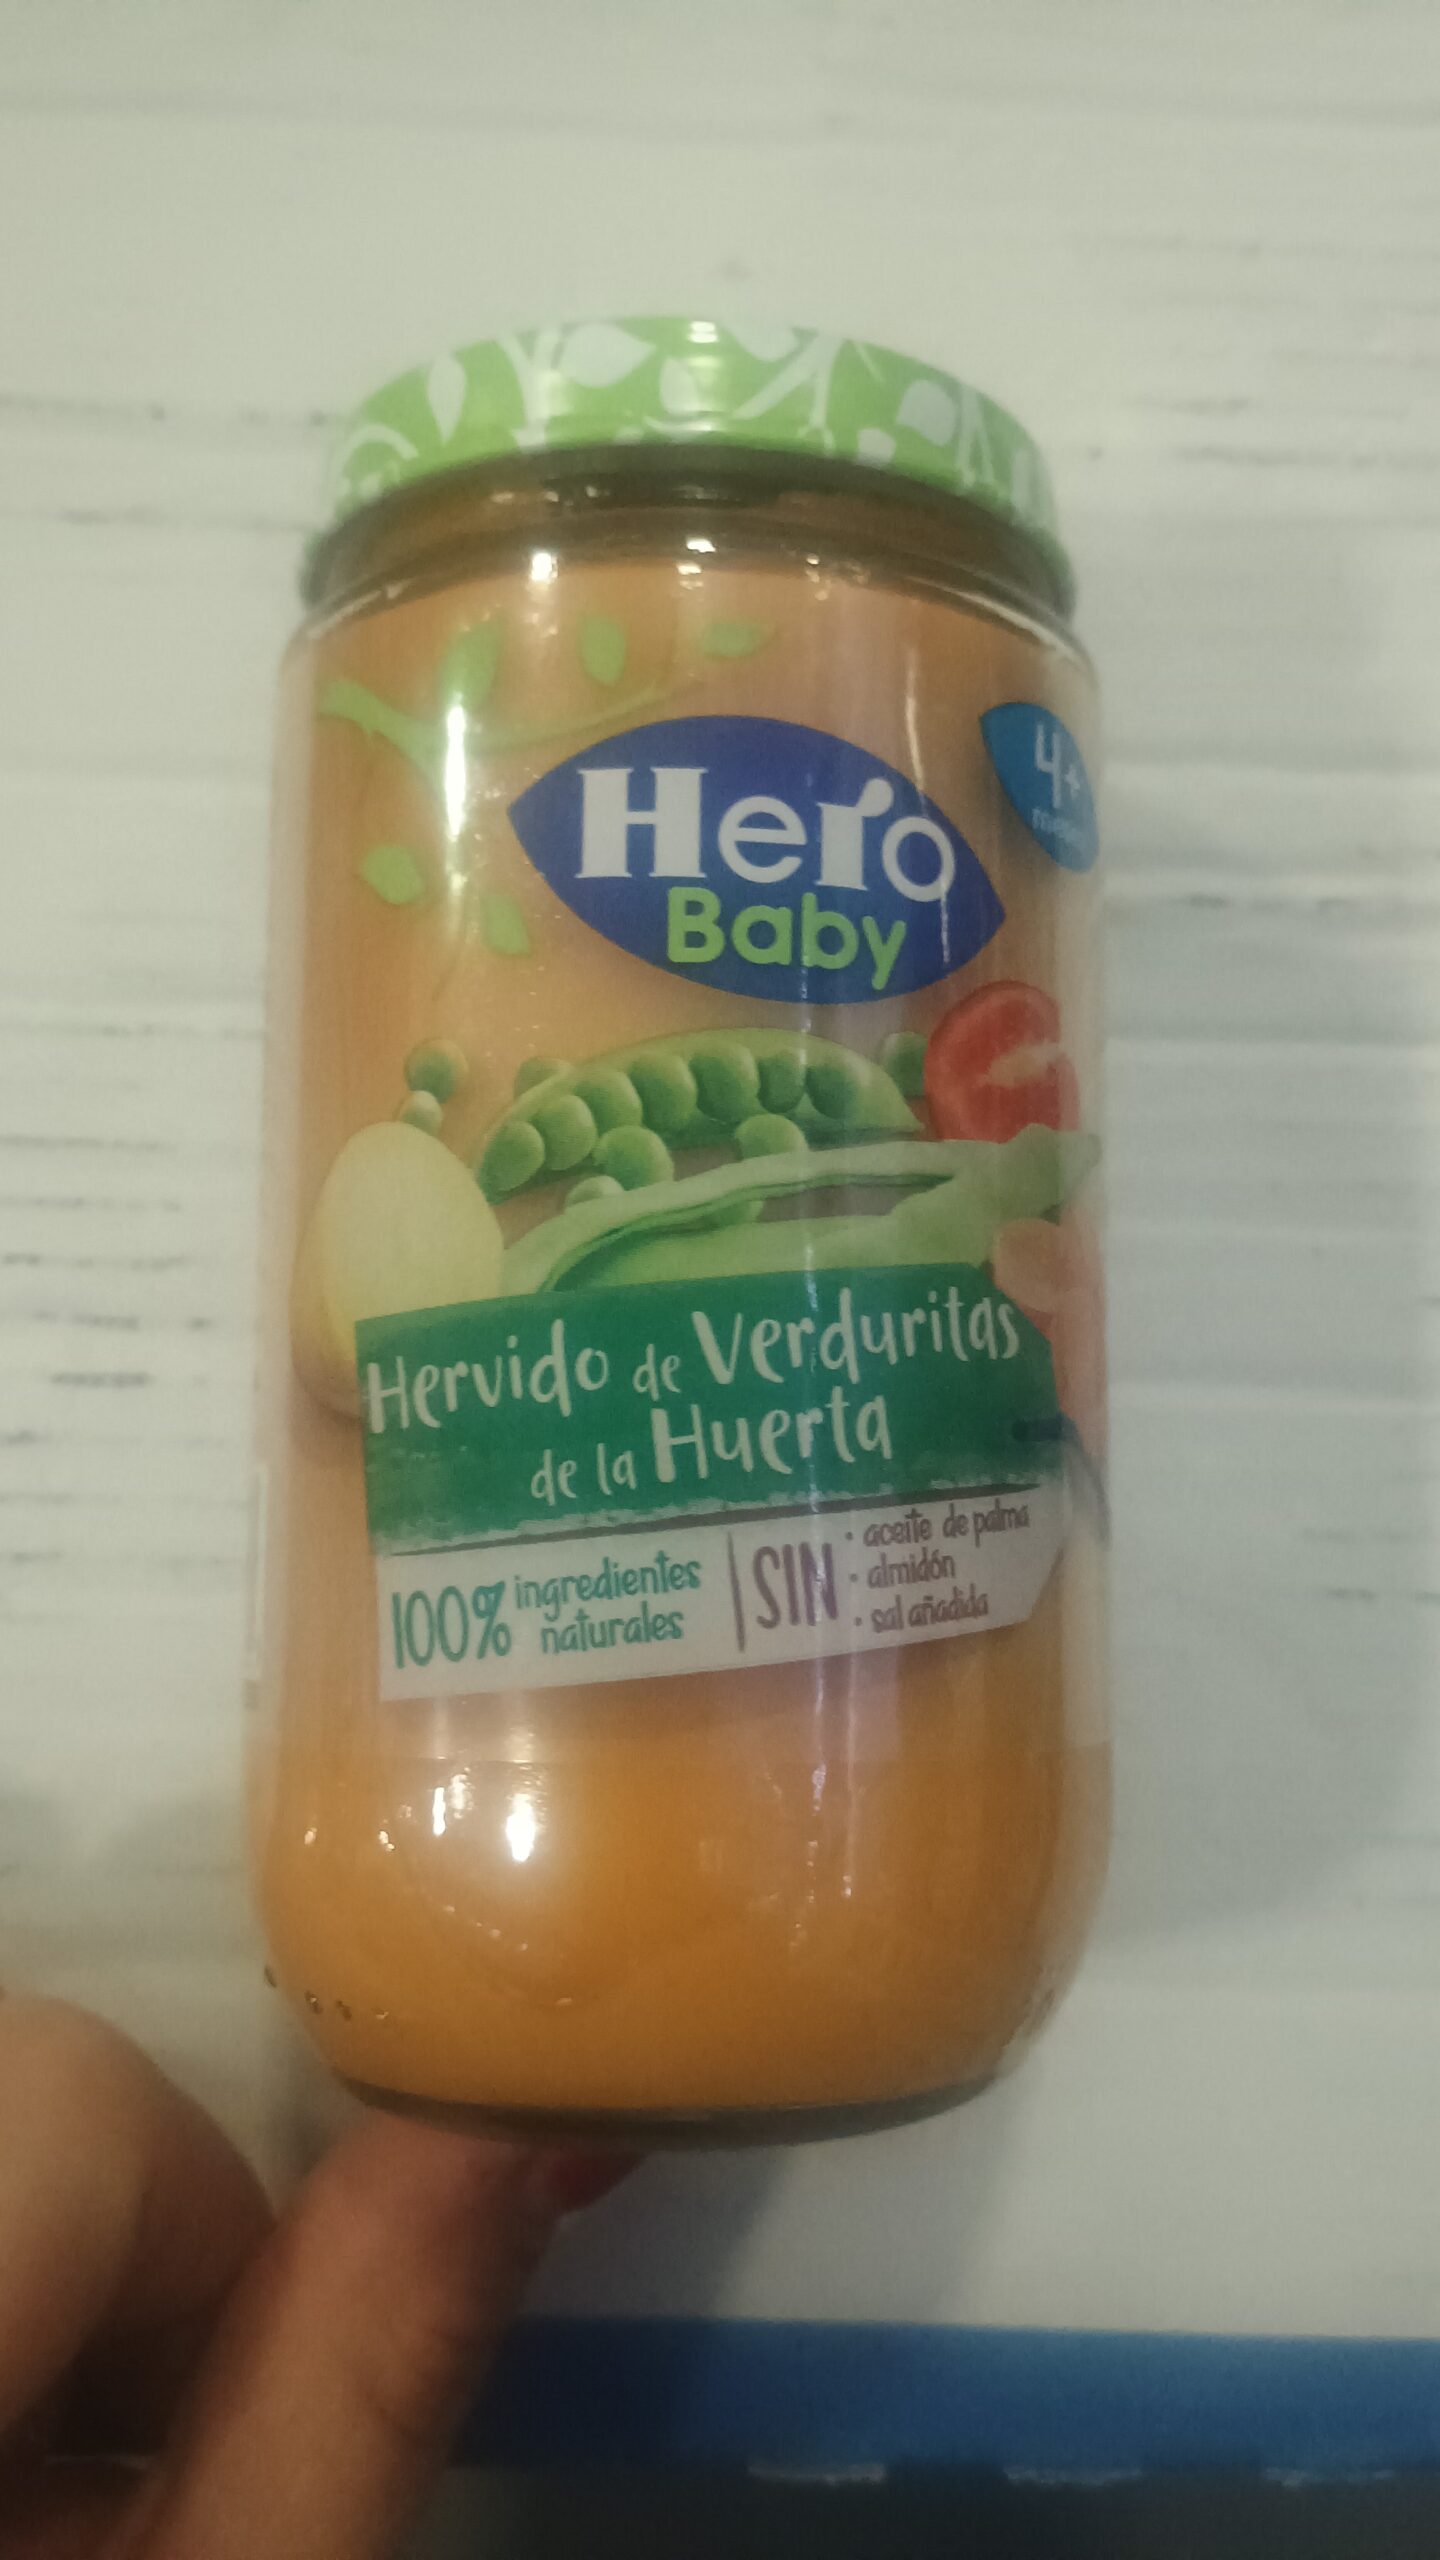 Hero
Baby
4+
meses
Hervido de Verduritas
de la Huerta
100% ingredientes
naturales
SIN
· aceite de palma
· almidón
· sal añadida